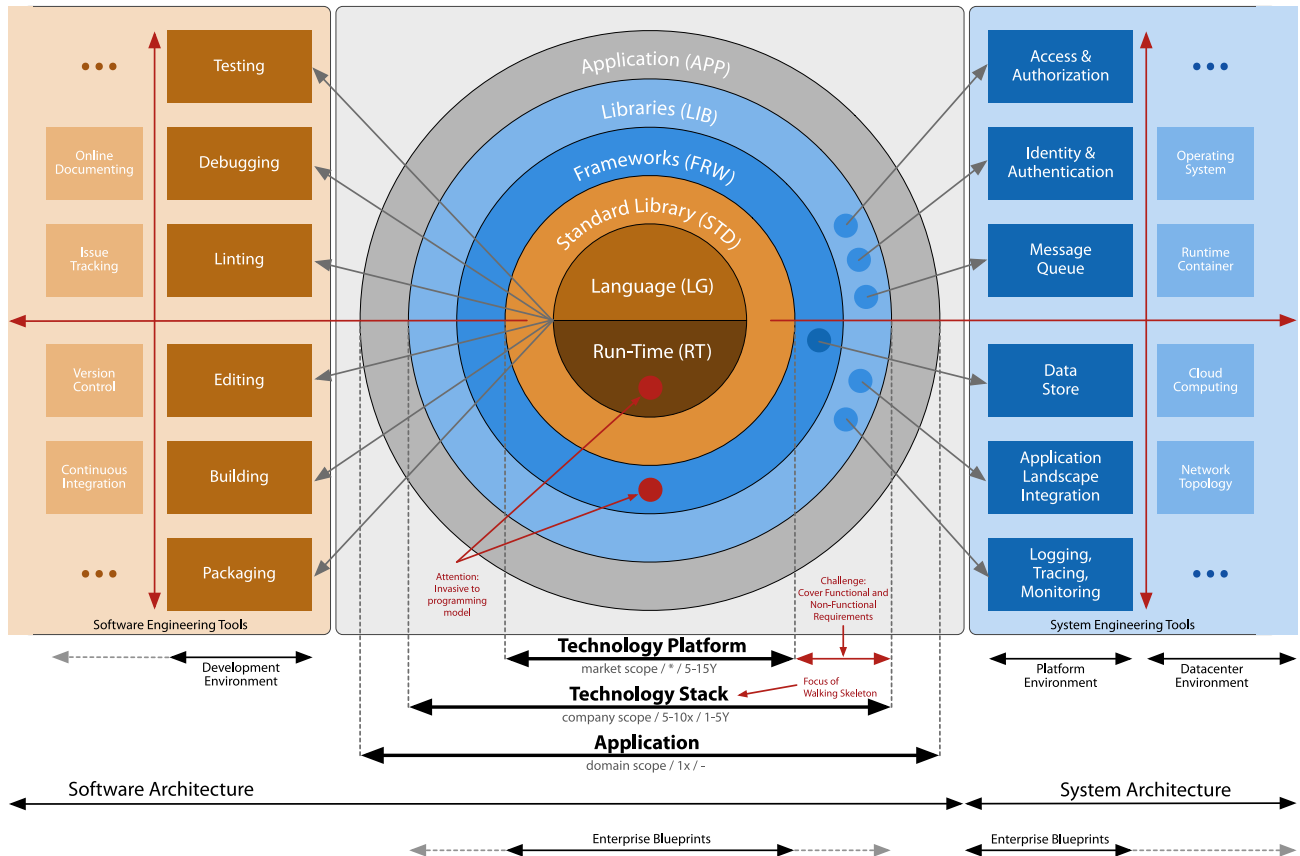 Testing
Online
Documenting
Debugging
Issue
Tracking
Linting
Version
Control
Editing
Continuous
Integration
Building
Packaging
Software Engineering Tools
Development
Environment
Application (APP)
Libraries (LIB)
Frameworks (FRW)
Standard Library (STD)
Language (LG)
Run-Time (RT)
Attention:
Invasive to
programming
model
Challenge:
Cover Functional and
Non-Functional
Requirements
Technology Platform
market scope / * / 5-15Y
Technology Stack
company scope / 5-10x / 1-5Y
Focus of
Walking Skeleton
Application
domain scope / 1x / -
Access &
Authorization
Identity &
Authentication
Operating
System
Message
Queue
Runtime
Container
Data
Store
Cloud
Computing
Application
Landscape
Integration
Network
Topology
Logging,
Tracing,
Monitoring
System Engineering Tools
Platform
Environment
Datacenter
Environment
Software Architecture
System Architecture
Enterprise Blueprints
Enterprise Blueprints